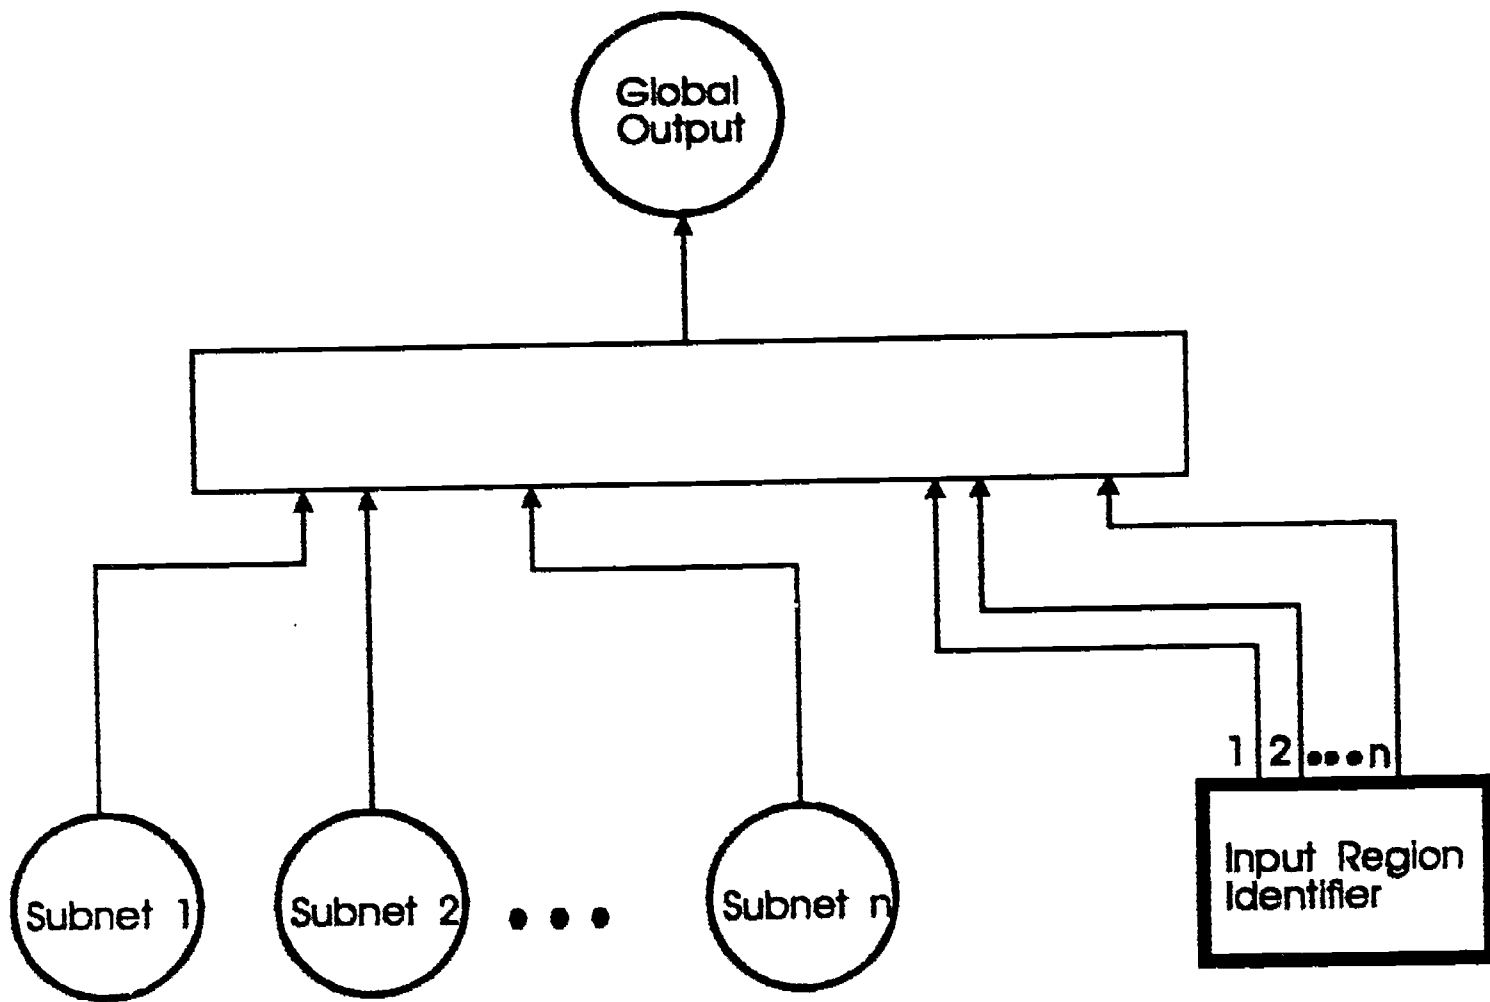 Global
Output
1 2 •••n
Input Region
Identifier
Subnet 1
Subnet 2
• • •
Subnet n